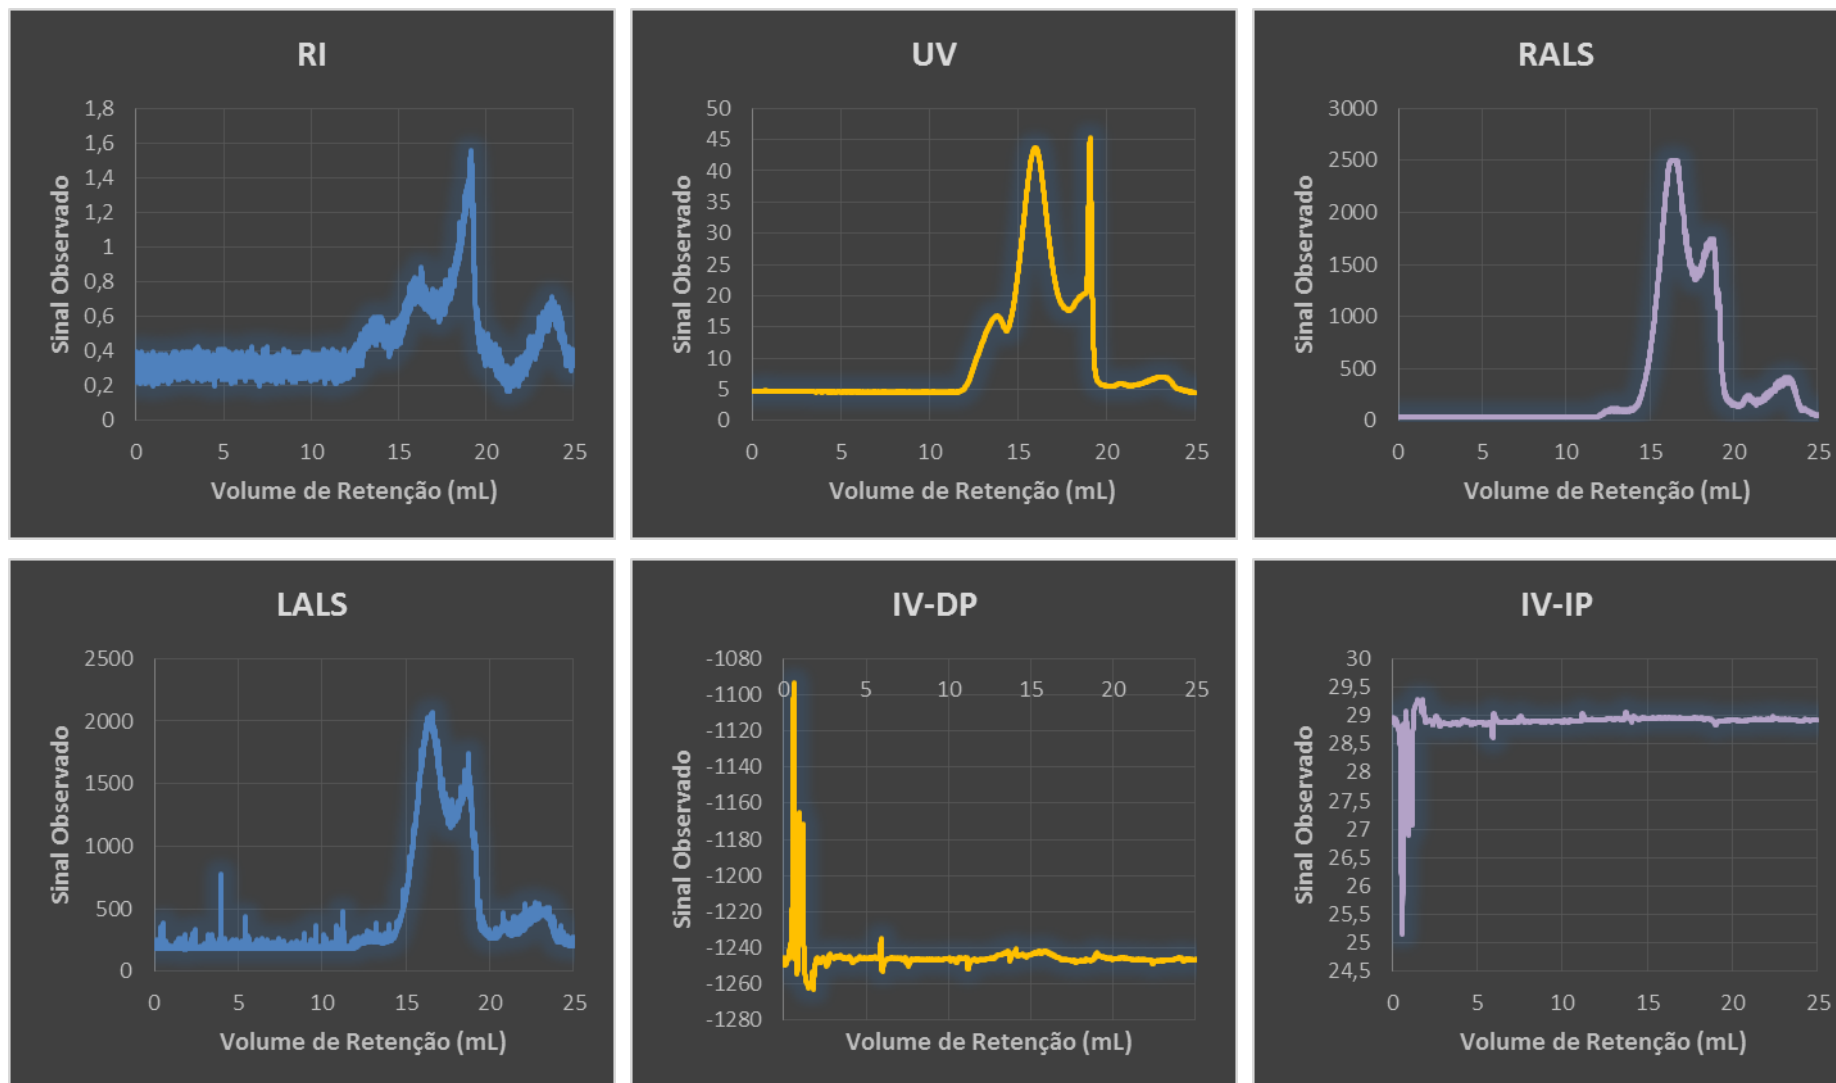 RI
Sinal Observado
1,8
1,6
1,4
1,2
1
0,8
0,6
0,4
0,2
0
0 5 10 15 20 25
Volume de Retenção (mL)
UV
Sinal Observado
50
45
40
35
30
25
20
15
10
5
0
0 5 10 15 20 25
Volume de Retenção (mL)
RALS
Sinal Observado
3000
2500
2000
1500
1000
500
0
0 5 10 15 20 25
Volume de Retenção (mL)
LALS
Sinal Observado
2500
2000
1500
1000
500
0
0 5 10 15 20 25
Volume de Retenção (mL)
IV-DP
Sinal Observado
-1080
-1100
-1120
-1140
-1160
-1180
-1200
-1220
-1240
-1260
-1280
0 5 10 15 20 25
Volume de Retenção (mL)
IV-IP
Sinal Observado
30
29,5
29
28,5
28
27,5
27
26,5
26
25,5
25
24,5
0 5 10 15 20 25
Volume de Retenção (mL)